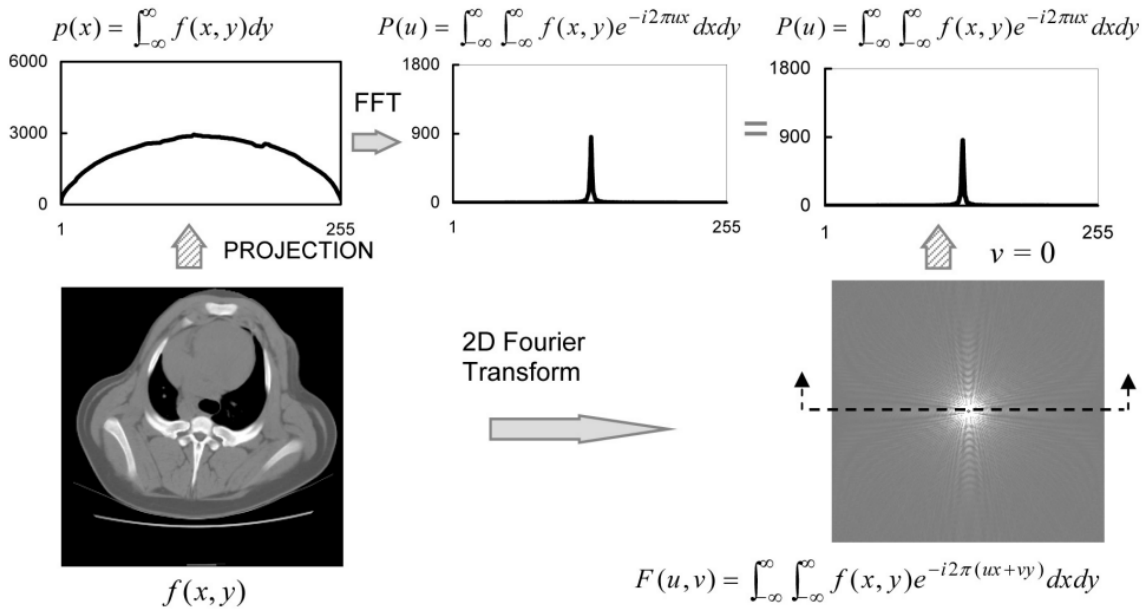 p(x) = ∫_{-∞}^{∞} f(x, y)dy
P(u) = ∫_{-∞}^{∞} ∫_{-∞}^{∞} f(x, y)e^{-i2πux} dxdy
P(u) = ∫_{-∞}^{∞} ∫_{-∞}^{∞} f(x, y)e^{-i2πux} dxdy
6000
3000
0
1
255
FFT
1800
900
0
1
255
=
1800
900
0
1
255
PROJECTION
v = 0
2D Fourier
Transform
f(x, y)
F(u, v) = ∫_{-∞}^{∞} ∫_{-∞}^{∞} f(x, y)e^{-i2π(ux+vy)} dxdy